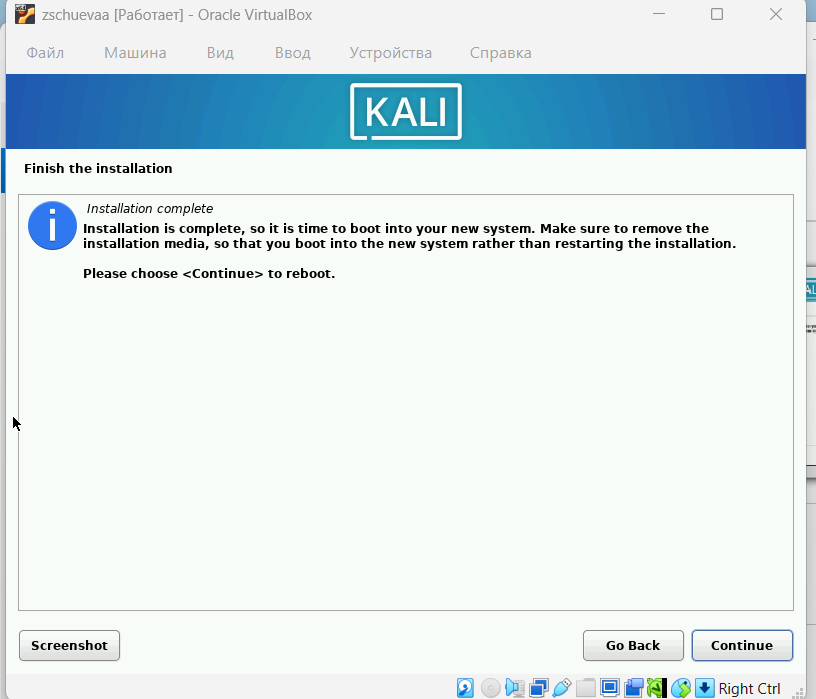 zschuevaa [Работает] - Oracle VirtualBox
Файл Машина Вид Ввод Устройства Справка
KALI
Finish the installation
Installation complete
Installation is complete, so it is time to boot into your new system. Make sure to remove the
installation media, so that you boot into the new system rather than restarting the installation.
Please choose <Continue> to reboot.
Screenshot Go Back Continue
Right Ctrl